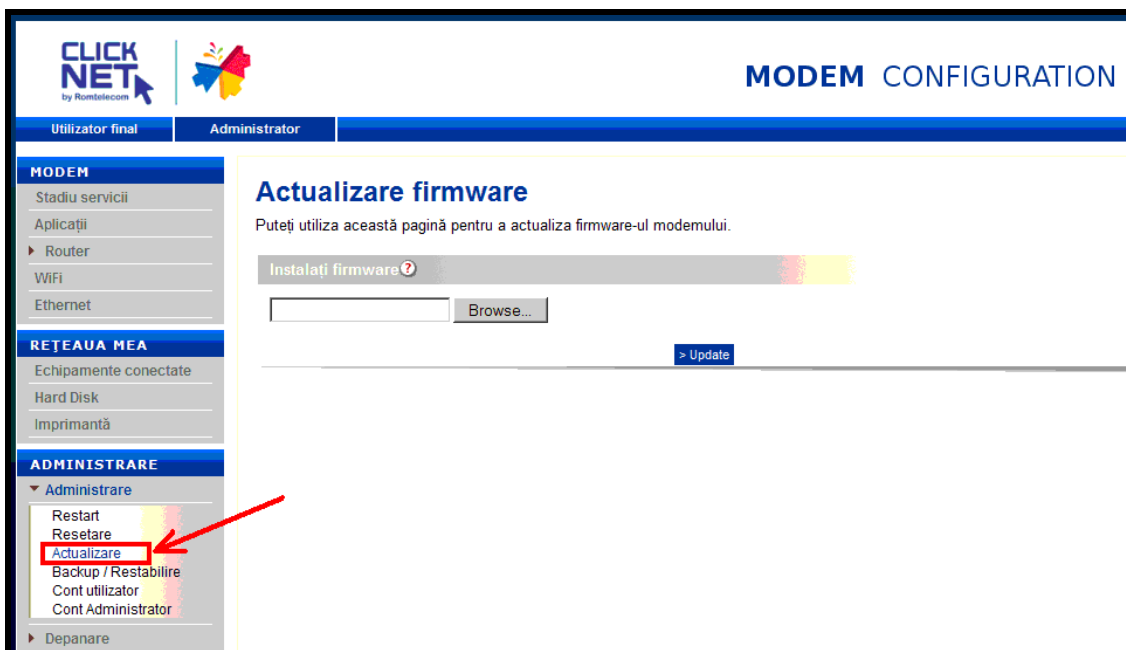 CLICK
NET
by Romtelecom
MODEM CONFIGURATION
Utilizator final
Administrator
MODEM
Stadiu servicii
Aplicații
Router
WiFi
Ethernet
REȚEAUA MEA
Echipamente conectate
Hard Disk
Imprimantă
ADMINISTRARE
Administrare
Restart
Resetare
Actualizare
Backup / Restabilire
Cont utilizator
Cont Administrator
Depanare
Actualizare firmware
Puteți utiliza această pagină pentru a actualiza firmware-ul modemului.
Instalați firmware ?
Browse...
> Update